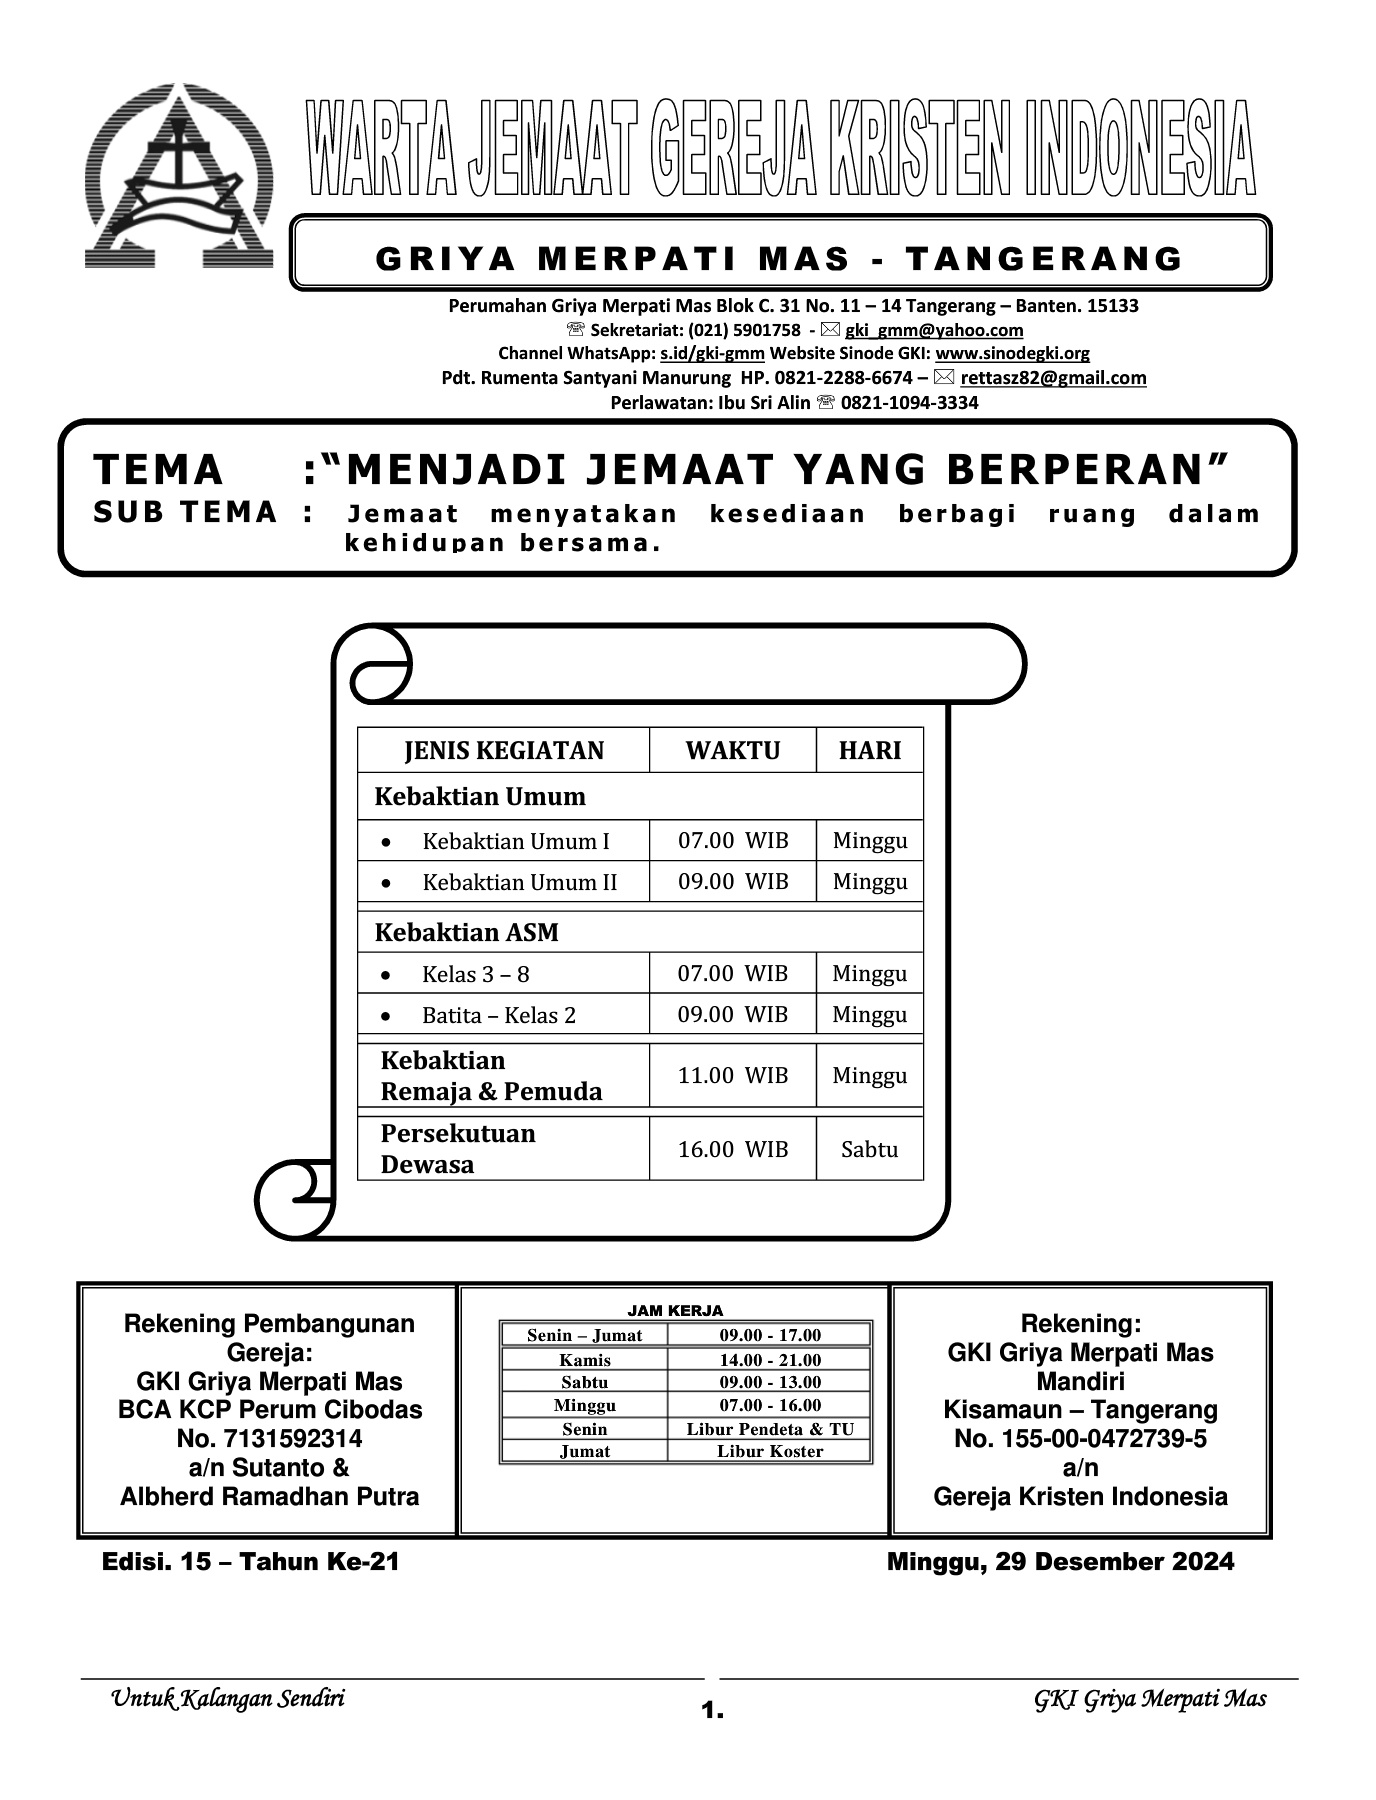 WARTA JEMAAT GEREJA KRISTEN INDONESIA
GRIYA MERPATI MAS - TANGERANG
Perumahan Griya Merpati Mas Blok C. 31 No. 11 – 14 Tangerang – Banten. 15133
☏ Sekretariat: (021) 5901758 - ✉ gki_gmm@yahoo.com
Channel WhatsApp: s.id/gki-gmm Website Sinode GKI: www.sinodegki.org
Pdt. Rumenta Santyani Manurung HP. 0821-2288-6674 – ✉ rettasz82@gmail.com
Perlawatan: Ibu Sri Alin ☏ 0821-1094-3334
TEMA :“MENJADI JEMAAT YANG BERPERAN”
SUB TEMA : Jemaat menyatakan kesediaan berbagi ruang dalam
kehidupan bersama.
JENIS KEGIATAN WAKTU HARI
Kebaktian Umum
• Kebaktian Umum I 07.00 WIB Minggu
• Kebaktian Umum II 09.00 WIB Minggu
Kebaktian ASM
• Kelas 3 – 8 07.00 WIB Minggu
• Batita – Kelas 2 09.00 WIB Minggu
Kebaktian
Remaja & Pemuda 11.00 WIB Minggu
Persekutuan
Dewasa 16.00 WIB Sabtu
Rekening Pembangunan
Gereja:
GKI Griya Merpati Mas
BCA KCP Perum Cibodas
No. 7131592314
a/n Sutanto &
Albherd Ramadhan Putra
JAM KERJA
Senin – Jumat 09.00 - 17.00
Kamis 14.00 - 21.00
Sabtu 09.00 - 13.00
Minggu 07.00 - 16.00
Senin Libur Pendeta & TU
Jumat Libur Koster
Rekening:
GKI Griya Merpati Mas
Mandiri
Kisamaun – Tangerang
No. 155-00-0472739-5
a/n
Gereja Kristen Indonesia
Edisi. 15 – Tahun Ke-21 Minggu, 29 Desember 2024
Untuk Kalangan Sendiri 1. GKI Griya Merpati Mas